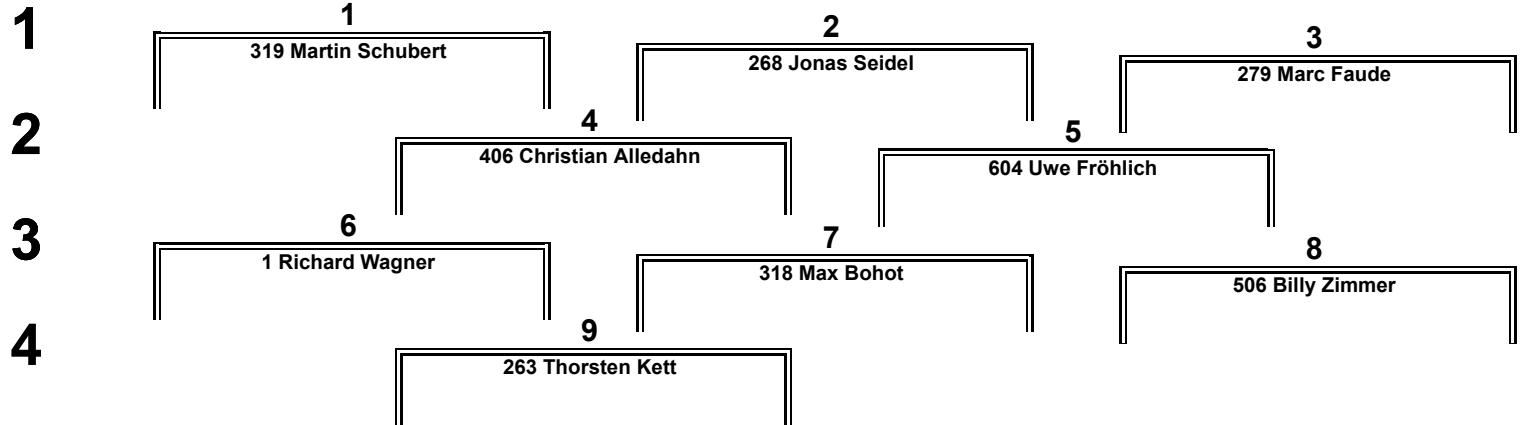 1
1 2 3
319 Martin Schubert 268 Jonas Seidel 279 Marc Faude
2
4 5
406 Christian Alledahn 604 Uwe Fröhlich
3
6 7 8
1 Richard Wagner 318 Max Bohot 506 Billy Zimmer
4
9
263 Thorsten Kett